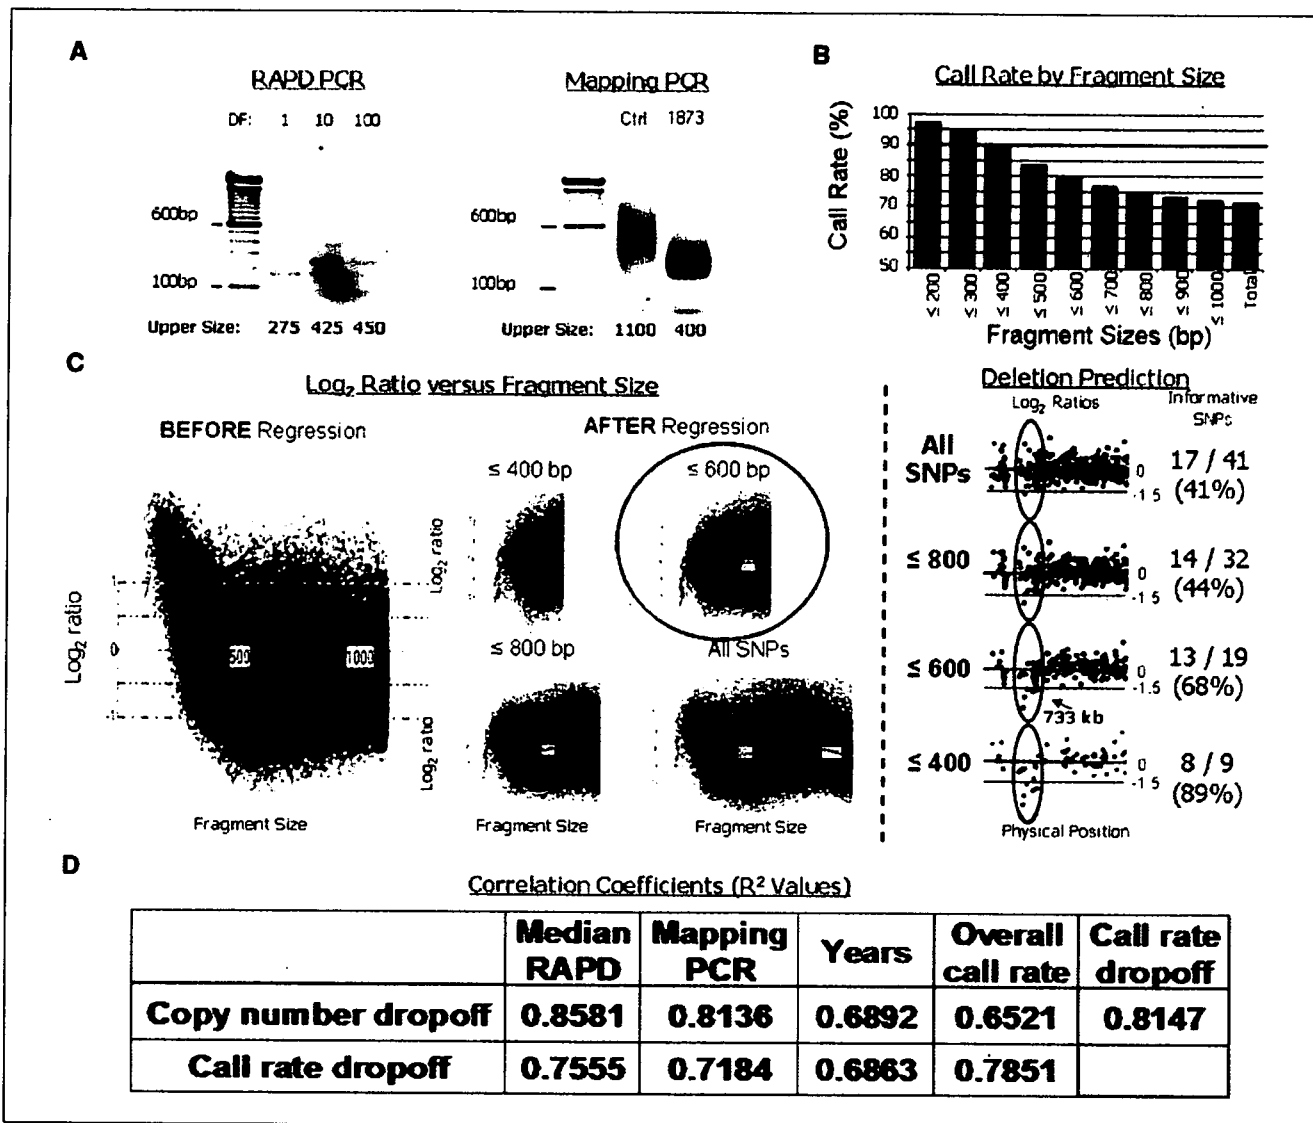 A
RAPD PCR
DF: 1 10 100
600bp
100bp
Upper Size: 275 425 450
Mapping PCR
Ctrl 1873
600bp
100bp
Upper Size: 1100 400
B
Call Rate by Fragment Size
Call Rate (%)
100
90
80
70
60
50
≤ 200
≤ 300
≤ 400
≤ 500
≤ 600
≤ 700
≤ 800
≤ 900
≤ 1000
Total
Fragment Sizes (bp)
C
Log2 Ratio versus Fragment Size
BEFORE Regression
Log2 ratio
1
0
-1
500
1000
Fragment Size
AFTER Regression
≤ 400 bp
≤ 600 bp
Log2 ratio
≤ 800 bp
All SNPs
Log2 ratio
Fragment Size
Fragment Size
Deletion Prediction
Log2 Ratios
Informative
SNPs
All
SNPs
0
-1.5
17 / 41
(41%)
≤ 800
0
-1.5
14 / 32
(44%)
≤ 600
0
-1.5
13 / 19
(68%)
733 kb
≤ 400
0
-1.5
8 / 9
(89%)
Physical Position
D
Correlation Coefficients (R² Values)
Median RAPD
Mapping PCR
Years
Overall call rate
Call rate dropoff
Copy number dropoff 0.8581 0.8136 0.6892 0.6521 0.8147
Call rate dropoff 0.7555 0.7184 0.6863 0.7851